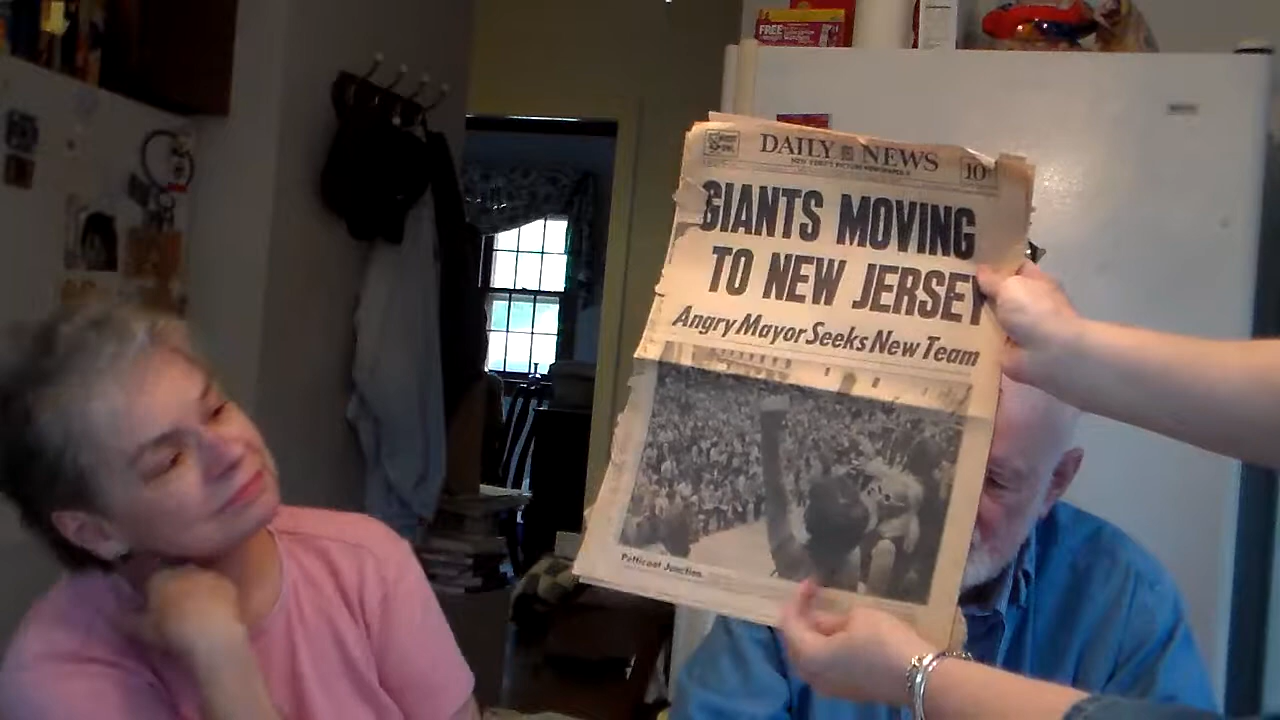 FREE
DAILY NEWS
NEW YORK'S PICTURE NEWSPAPER
10¢
GIANTS MOVING
TO NEW JERSEY
Angry Mayor Seeks New Team
Petticoat Junction